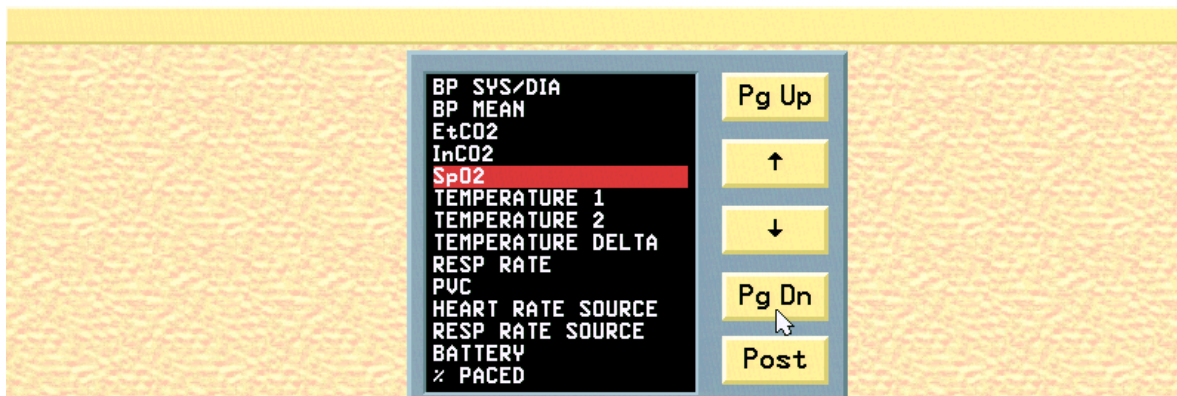 BP SYS/DIA
BP MEAN
EtCO2
InCO2
SpO2
TEMPERATURE 1
TEMPERATURE 2
TEMPERATURE DELTA
RESP RATE
PVC
HEART RATE SOURCE
RESP RATE SOURCE
BATTERY
% PACED
Pg Up
↑
↓
Pg Dn
Post